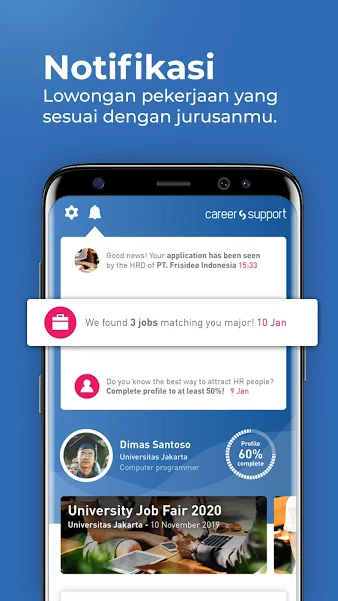 Notifikasi
Lowongan pekerjaan yang
sesuai dengan jurusanmu.
career support
Good news! Your application has been seen
by the HRD of PT. Frisidea Indonesia 15:33
We found 3 jobs matching you major! 10 Jan
Do you know the best way to attract HR people?
Complete profile to at least 50%! 9 Jan
Dimas Santoso
Universitas Jakarta
Computer programmer
Profile
60%
complete
University Job Fair 2020
Universitas Jakarta - 10 November 2019